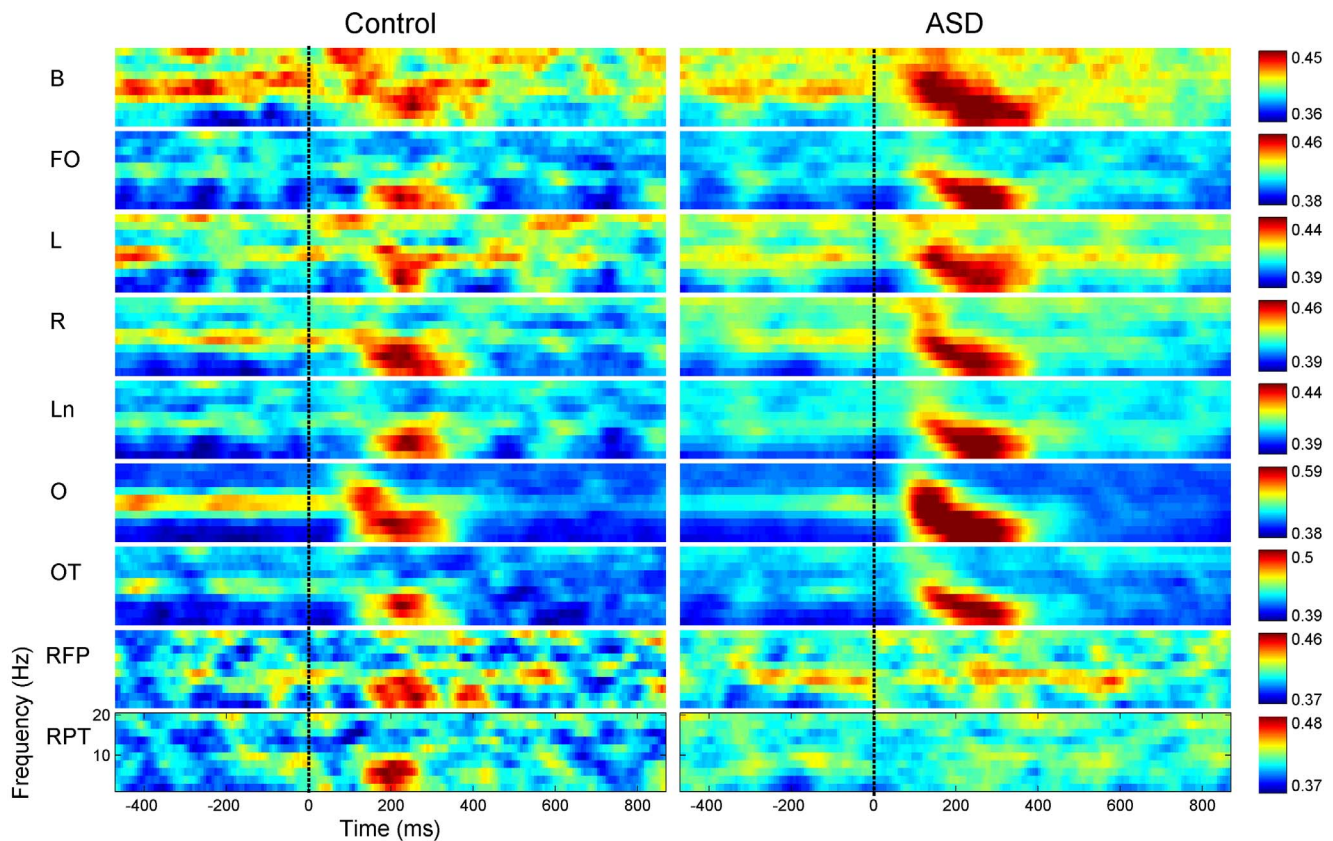 Control ASD
B 0.45
0.36
FO 0.46
0.38
L 0.44
0.39
R 0.46
0.39
Ln 0.44
0.39
O 0.59
0.38
OT 0.5
0.39
RFP 0.46
0.37
RPT 0.48
0.37
Frequency (Hz)
20
10
-400 -200 0 200 400 600 800 -400 -200 0 200 400 600 800
Time (ms)